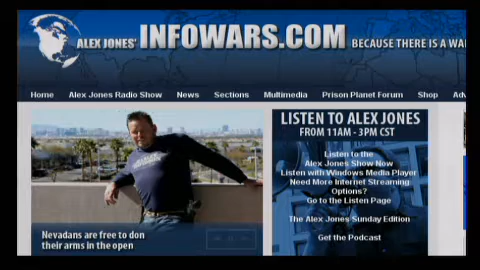 ALEX JONES' INFOWARS.COM BECAUSE THERE IS A WA
Home Alex Jones Radio Show News Sections Multimedia Prison Planet Forum Shop Adv
LISTEN TO ALEX JONES
FROM 11AM - 3PM CST
Listen to the
Alex Jones Show Now
Listen with Windows Media Player
Need More Internet Streaming
Options?
Go to the Listen Page
The Alex Jones Sunday Edition
Get the Podcast
Nevadans are free to don
their arms in the open